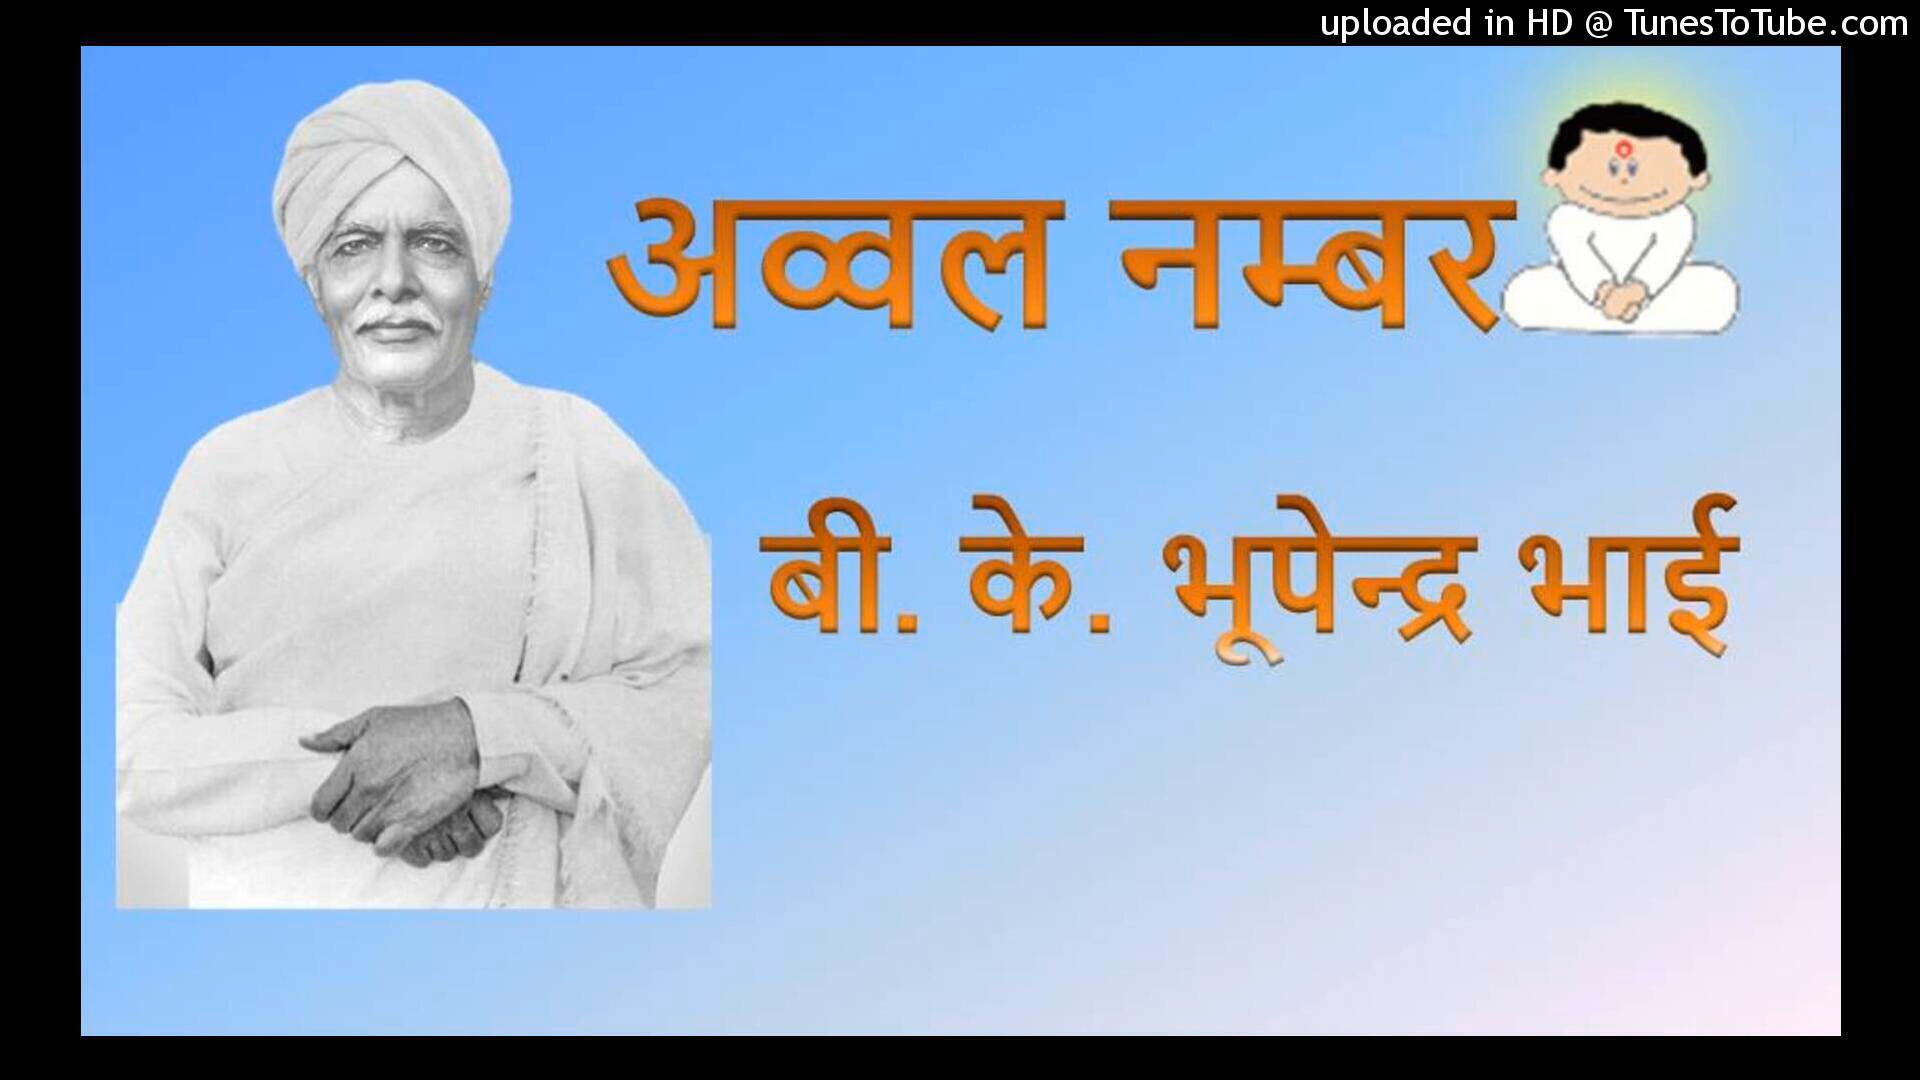 uploaded in HD @ TunesToTube.com
अव्वल नम्बर
बी. के. भूपेन्द्र भाई